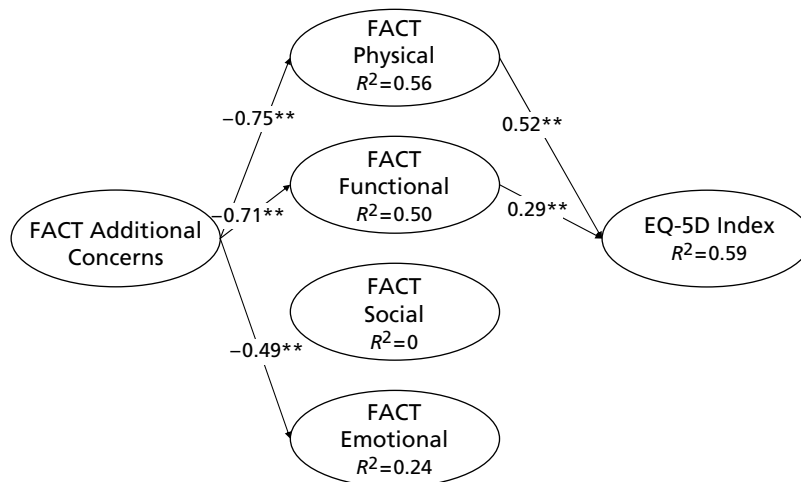 FACT
Physical
R²=0.56
−0.75**
0.52**
FACT
Functional
R²=0.50
−0.71**
0.29**
FACT Additional
Concerns
EQ-5D Index
R²=0.59
FACT
Social
R²=0
−0.49**
FACT
Emotional
R²=0.24